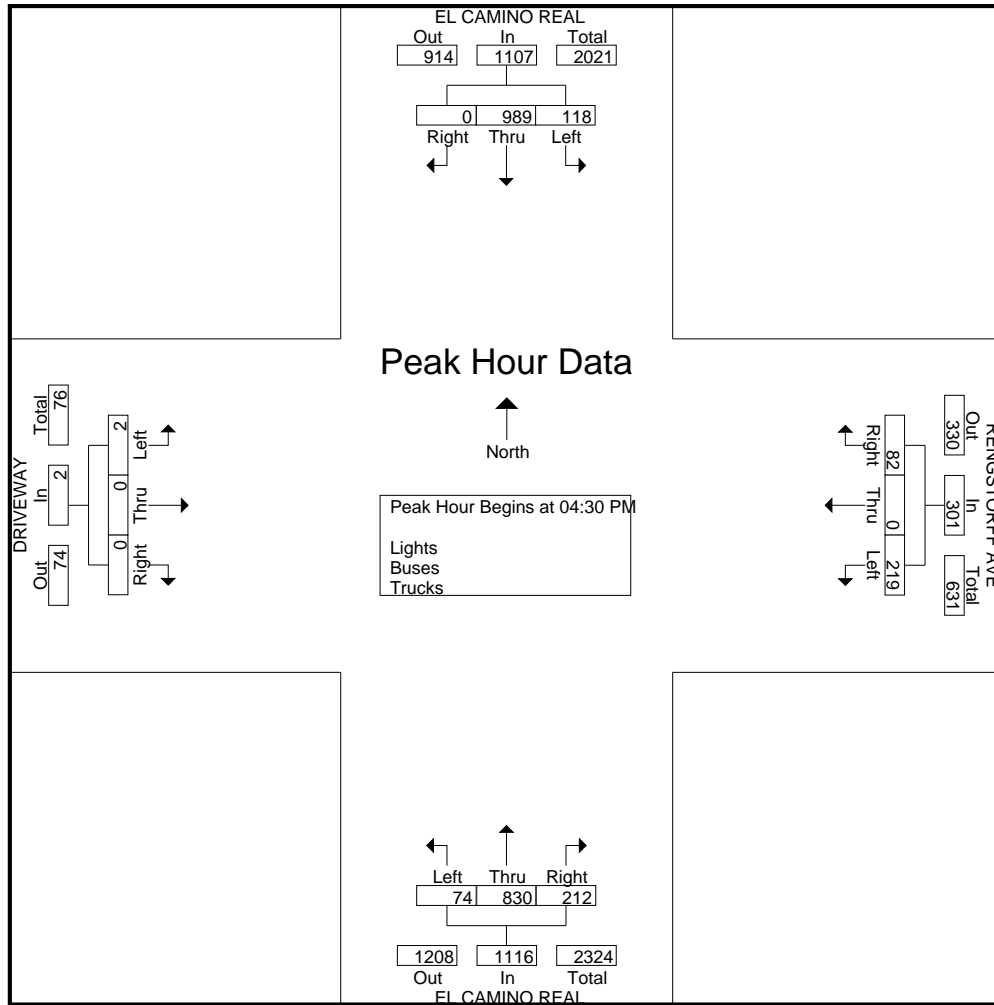 EL CAMINO REAL
Out In Total
914 1107 2021
0 989 118
Right Thru Left
Peak Hour Data
North
Peak Hour Begins at 04:30 PM
Lights
Buses
Trucks
DRIVEWAY
Out In Total
74 2 76
Right Thru Left
0 0 2
RENGSTORFF AVE
Out In Total
330 301 631
82 0 219
Right Thru Left
Left Thru Right
74 830 212
1208 1116 2324
Out In Total
EL CAMINO REAL